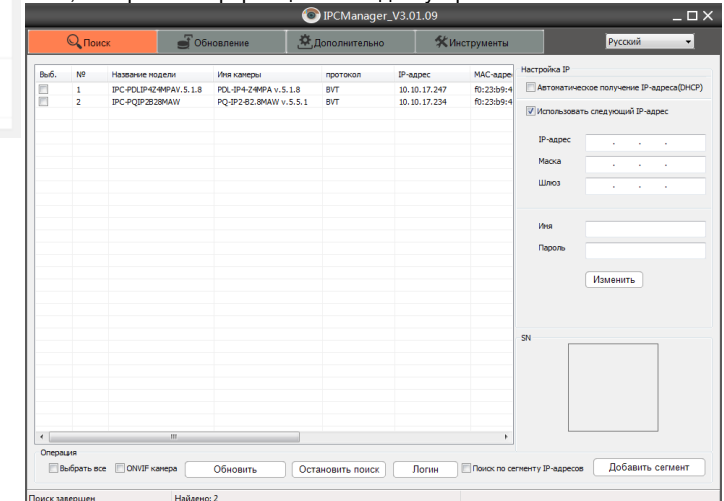 IPCManager_V3.01.09
Поиск Обновление Дополнительно Инструменты Русский
Выб. № Название модели Имя камеры протокол IP-адрес MAC-адре
1 IPC-PDLIP4Z4MPAV.5.1.8 PDL-IP4-Z4MPA v.5.1.8 BVT 10.10.17.247 f0:23:b9:4
2 IPC-PQIP2B28MAW PQ-IP2-B2.8MAW v.5.5.1 BVT 10.10.17.234 f0:23:b9:4
Настройка IP
Автоматическое получение IP-адреса(DHCP)
Использовать следующий IP-адрес
IP-адрес . . .
Маска . . .
Шлюз . . .
Имя
Пароль
Изменить
SN
Операция
Выбрать все ONVIF камера Обновить Остановить поиск Логин Поиск по сегменту IP-адресов Добавить сегмент
Поиск завершен Найдено: 2